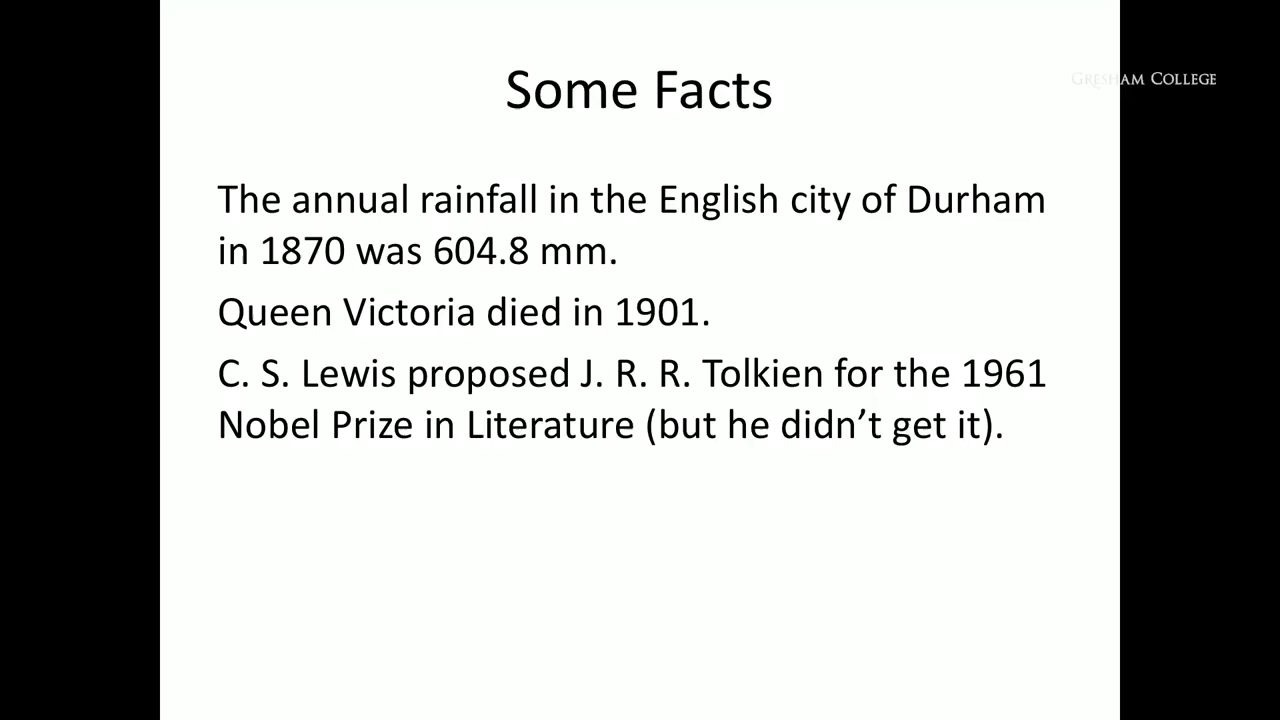 Some Facts
GRESHAM COLLEGE
The annual rainfall in the English city of Durham
in 1870 was 604.8 mm.
Queen Victoria died in 1901.
C. S. Lewis proposed J. R. R. Tolkien for the 1961
Nobel Prize in Literature (but he didn’t get it).